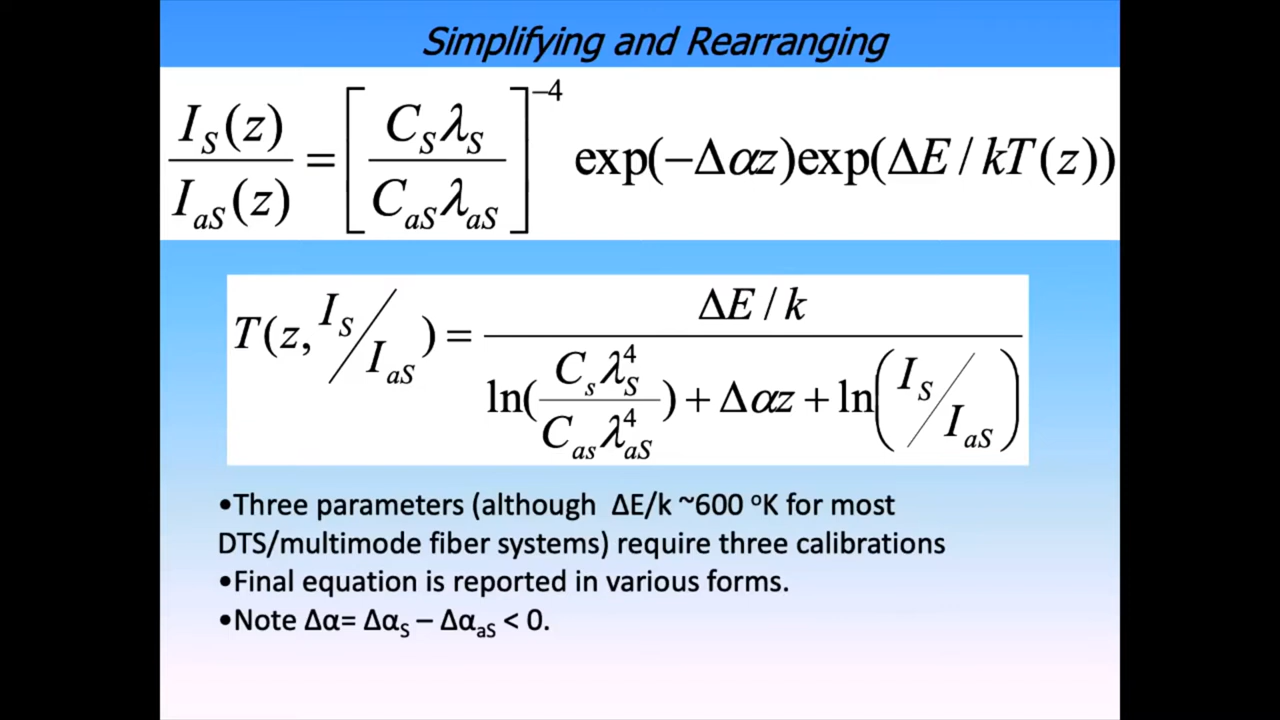 Simplifying and Rearranging
I_S(z) / I_aS(z) = [C_S λ_S / C_aS λ_aS]^–4 exp(–Δαz)exp(ΔE / kT(z))
T(z, I_S / I_aS) = (ΔE / k) / (ln(C_s λ_S^4 / C_as λ_aS^4) + Δαz + ln(I_S / I_aS))
•Three parameters (although ΔE/k ~600 °K for most
DTS/multimode fiber systems) require three calibrations
•Final equation is reported in various forms.
•Note Δα= Δα_S – Δα_aS < 0.